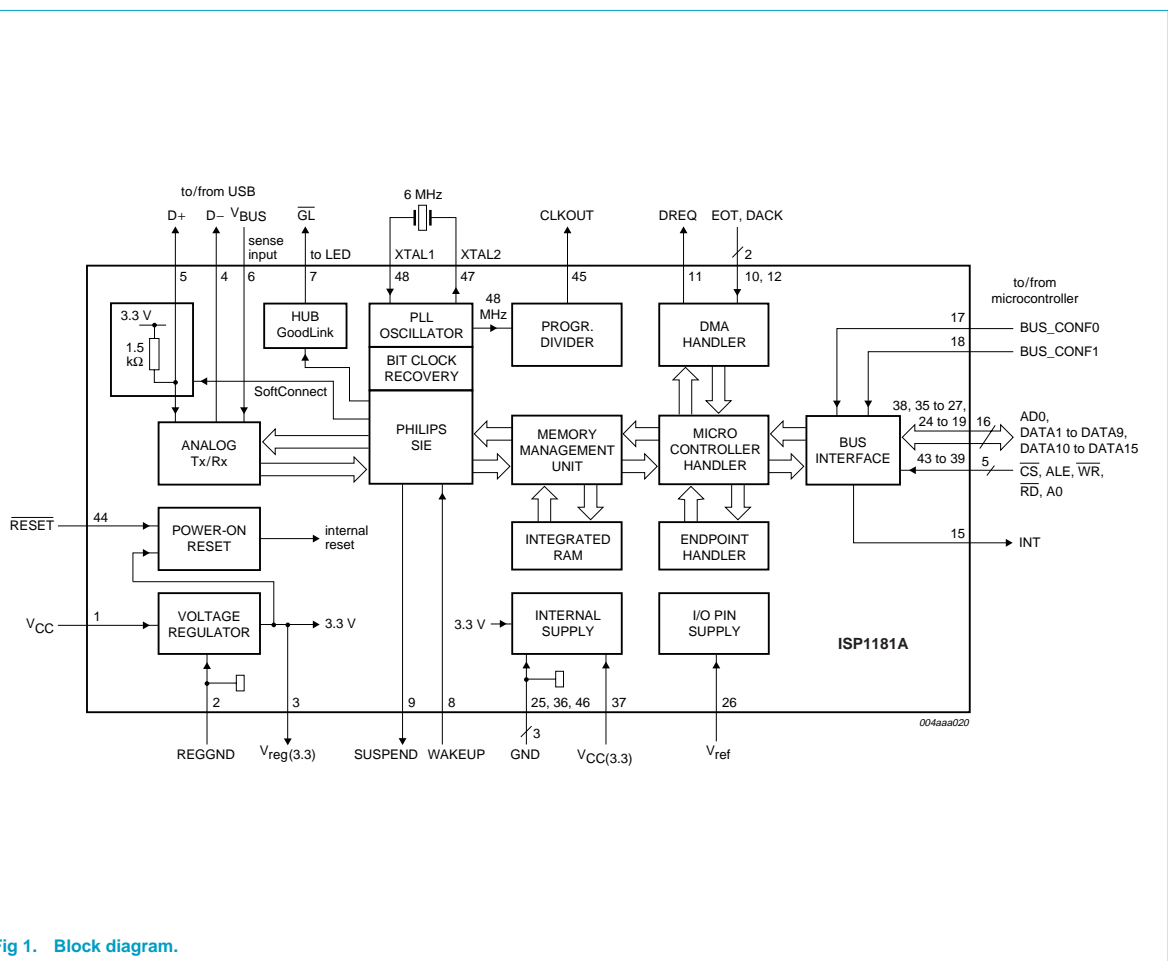 to/from USB
D+ D− VBUS GL
sense
input
to LED
6 MHz
XTAL1 XTAL2
CLKOUT
DREQ EOT, DACK
2
5 4 6 7 48 47 45 11 10, 12
to/from
microcontroller
17 BUS_CONF0
18 BUS_CONF1
3.3 V
1.5
kΩ
HUB
GoodLink
PLL
OSCILLATOR
48
MHz
PROGR.
DIVIDER
DMA
HANDLER
BIT CLOCK
RECOVERY
SoftConnect
ANALOG
Tx/Rx
PHILIPS
SIE
MEMORY
MANAGEMENT
UNIT
MICRO
CONTROLLER
HANDLER
BUS
INTERFACE
38, 35 to 27,
24 to 19 16
AD0,
DATA1 to DATA9,
DATA10 to DATA15
43 to 39 5
CS, ALE, WR,
RD, A0
RESET 44
POWER-ON
RESET
internal
reset
INTEGRATED
RAM
ENDPOINT
HANDLER
15 INT
VCC 1
VOLTAGE
REGULATOR
3.3 V
3.3 V
INTERNAL
SUPPLY
I/O PIN
SUPPLY
ISP1181A
2 3 9 8 25, 36, 46 37 26
004aaa020
3
REGGND Vreg(3.3) SUSPEND WAKEUP GND VCC(3.3) Vref
ig 1. Block diagram.